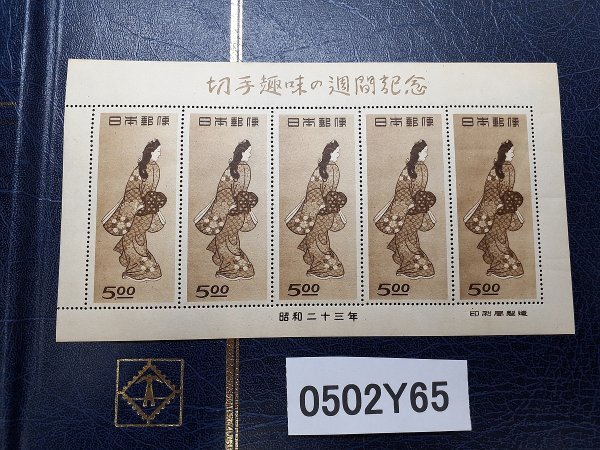 切手趣味の週間記念
日本郵便 日本郵便 日本郵便 日本郵便 日本郵便
5.00 5.00 5.00 5.00 5.00
昭和二十三年 印刷局製造
0502Y65